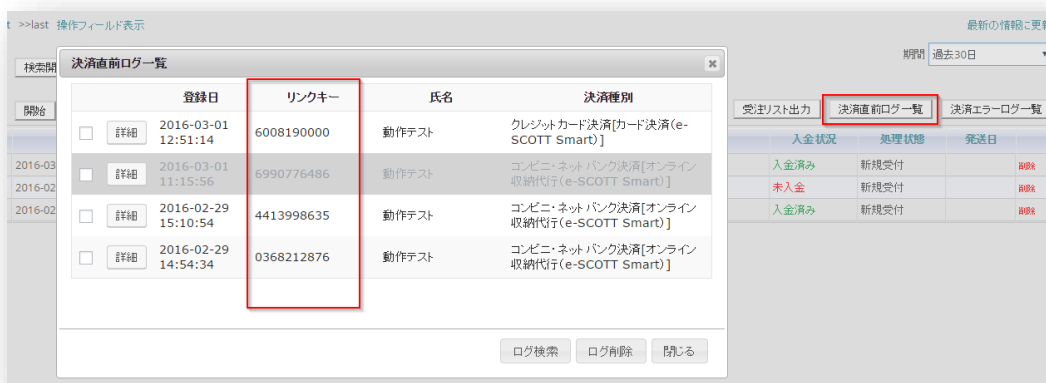 t >>last 操作フィールド表示
最新の情報に更新
期間 過去30日
検索開
決済直前ログ一覧
開始
受注リスト出力 決済直前ログ一覧 決済エラーログ一覧
登録日 リンクキー 氏名 決済種別
入金状況 処理状態 発送日
詳細 2016-03-01 12:51:14 6008190000 動作テスト クレジットカード決済[カード決済(e-
SCOTT Smart)]
2016-03 入金済み 新規受付 削除
詳細 2016-03-01 11:15:56 6990776486 動作テスト コンビニ・ネットバンク決済[オンライン
収納代行(e-SCOTT Smart)]
2016-02 未入金 新規受付 削除
詳細 2016-02-29 15:10:54 4413998635 動作テスト コンビニ・ネットバンク決済[オンライン
収納代行(e-SCOTT Smart)]
2016-02 入金済み 新規受付 削除
詳細 2016-02-29 14:54:34 0368212876 動作テスト コンビニ・ネットバンク決済[オンライン
収納代行(e-SCOTT Smart)]
ログ検索 ログ削除 閉じる